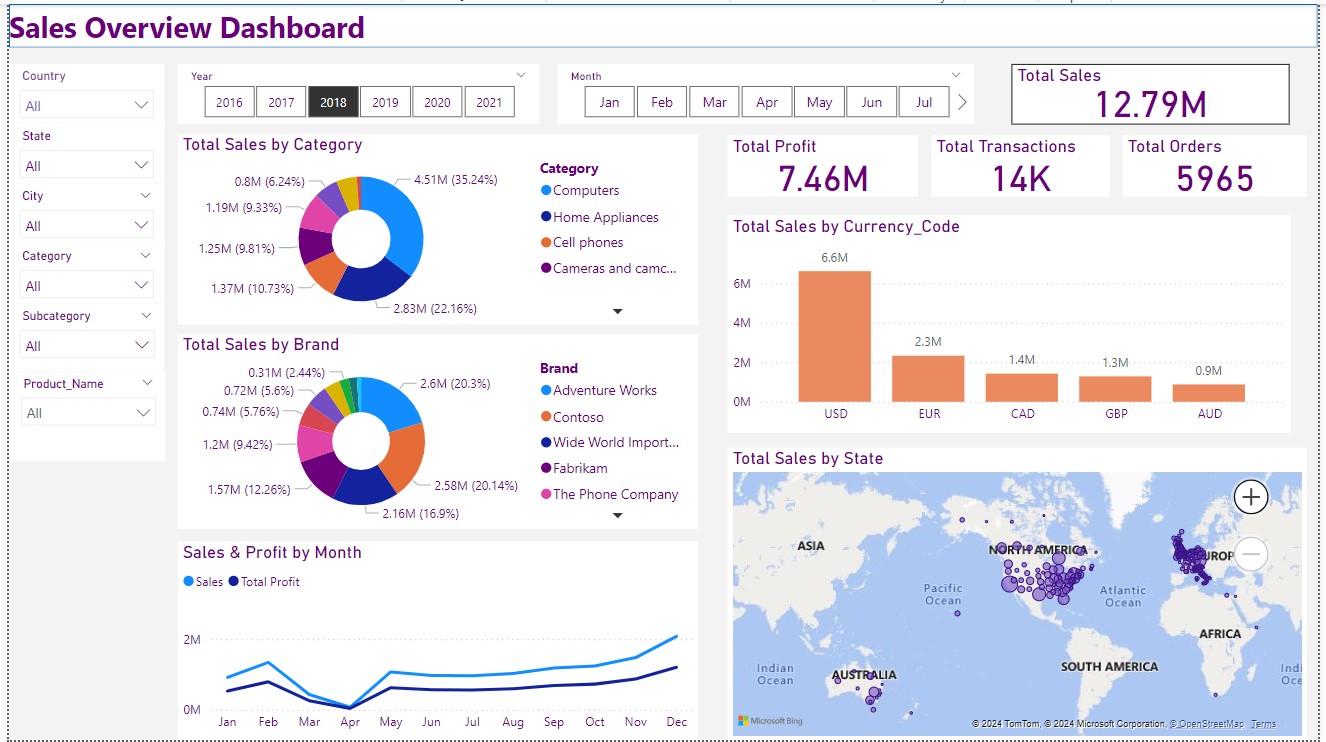 Sales Overview Dashboard
Country
All
State
All
City
All
Category
All
Subcategory
All
Product_Name
All
Year
2016 2017 2018 2019 2020 2021
Month
Jan Feb Mar Apr May Jun Jul
Total Sales
12.79M
Total Profit
7.46M
Total Transactions
14K
Total Orders
5965
Total Sales by Category
4.51M (35.24%)
2.83M (22.16%)
1.37M (10.73%)
1.25M (9.81%)
1.19M (9.33%)
0.8M (6.24%)
Category
Computers
Home Appliances
Cell phones
Cameras and camc...
Total Sales by Brand
2.6M (20.3%)
2.58M (20.14%)
2.16M (16.9%)
1.57M (12.26%)
1.2M (9.42%)
0.74M (5.76%)
0.72M (5.6%)
0.31M (2.44%)
Brand
Adventure Works
Contoso
Wide World Import...
Fabrikam
The Phone Company
Sales & Profit by Month
Sales Total Profit
2M
0M
Jan Feb Mar Apr May Jun Jul Aug Sep Oct Nov Dec
Total Sales by Currency_Code
6M
4M
2M
0M
6.6M
2.3M
1.4M
1.3M
0.9M
USD EUR CAD GBP AUD
Total Sales by State
ASIA
NORTH AMERICA
EUROP
Pacific
Ocean
Atlantic
Ocean
AFRICA
SOUTH AMERICA
Indian
Ocean
AUSTRALIA
Indi
Oce
Microsoft Bing
© 2024 TomTom, © 2024 Microsoft Corporation, © OpenStreetMap Terms